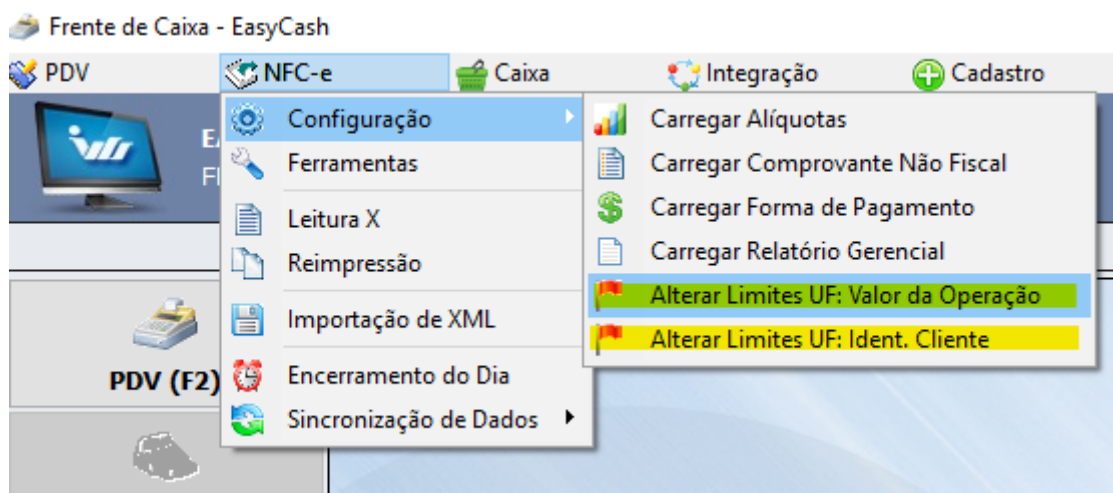 Frente de Caixa - EasyCash
PDV NFC-e Caixa Integração Cadastro
Configuração
Ferramentas
Leitura X
Reimpressão
Importação de XML
Encerramento do Dia
Sincronização de Dados
Carregar Alíquotas
Carregar Comprovante Não Fiscal
Carregar Forma de Pagamento
Carregar Relatório Gerencial
Alterar Limites UF: Valor da Operação
Alterar Limites UF: Ident. Cliente
PDV (F2)